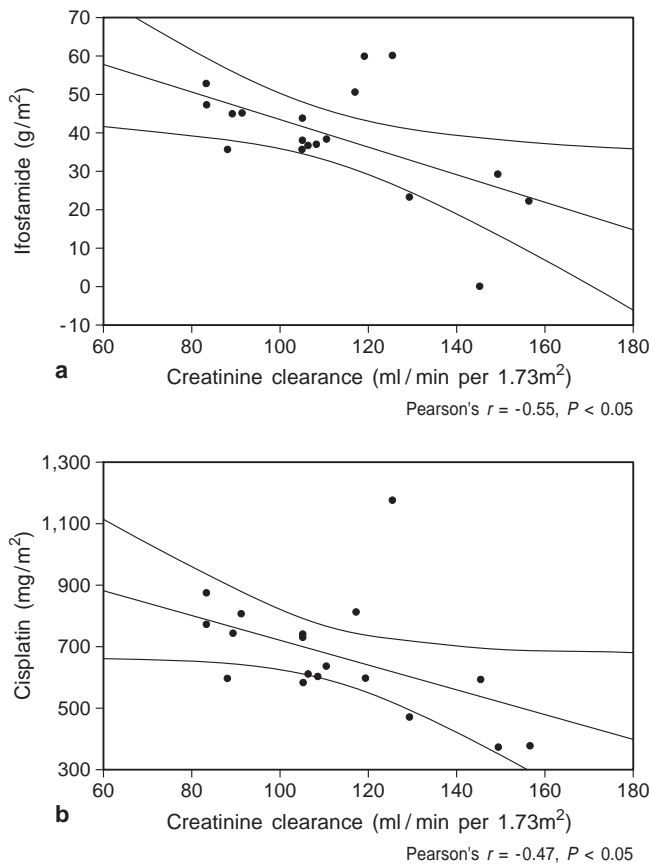 70
60
50
40
30
20
10
0
-10
Ifosfamide (g/m²)
60 80 100 120 140 160 180
a
Creatinine clearance (ml/min per 1.73m²)
Pearson's r = -0.55, P < 0.05
1,300
1,100
900
700
500
300
Cisplatin (mg/m²)
60 80 100 120 140 160 180
b
Creatinine clearance (ml/min per 1.73m²)
Pearson's r = -0.47, P < 0.05